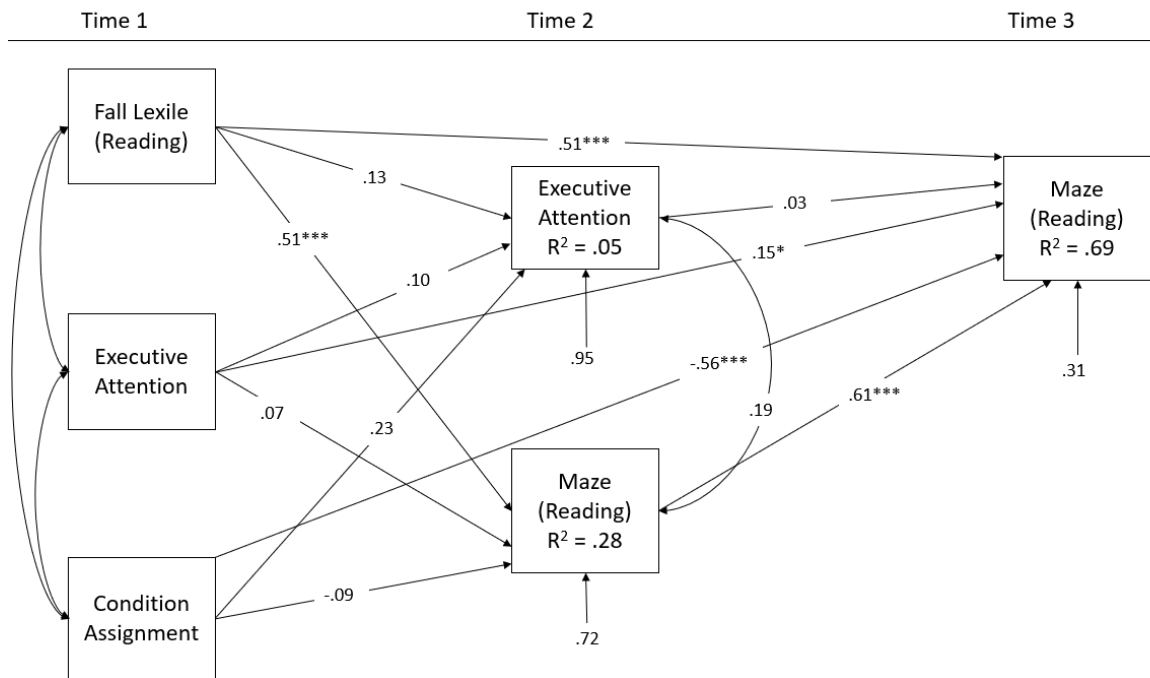 Time 1 Time 2 Time 3
Fall Lexile
(Reading)
.51***
.13
Executive
Attention
R² = .05
.03
Maze
(Reading)
R² = .69
.51***
.15*
.10
Executive
Attention
.95
-.56***
.31
.07
.23
.19
.61***
Maze
(Reading)
R² = .28
Condition
Assignment
-.09
.72